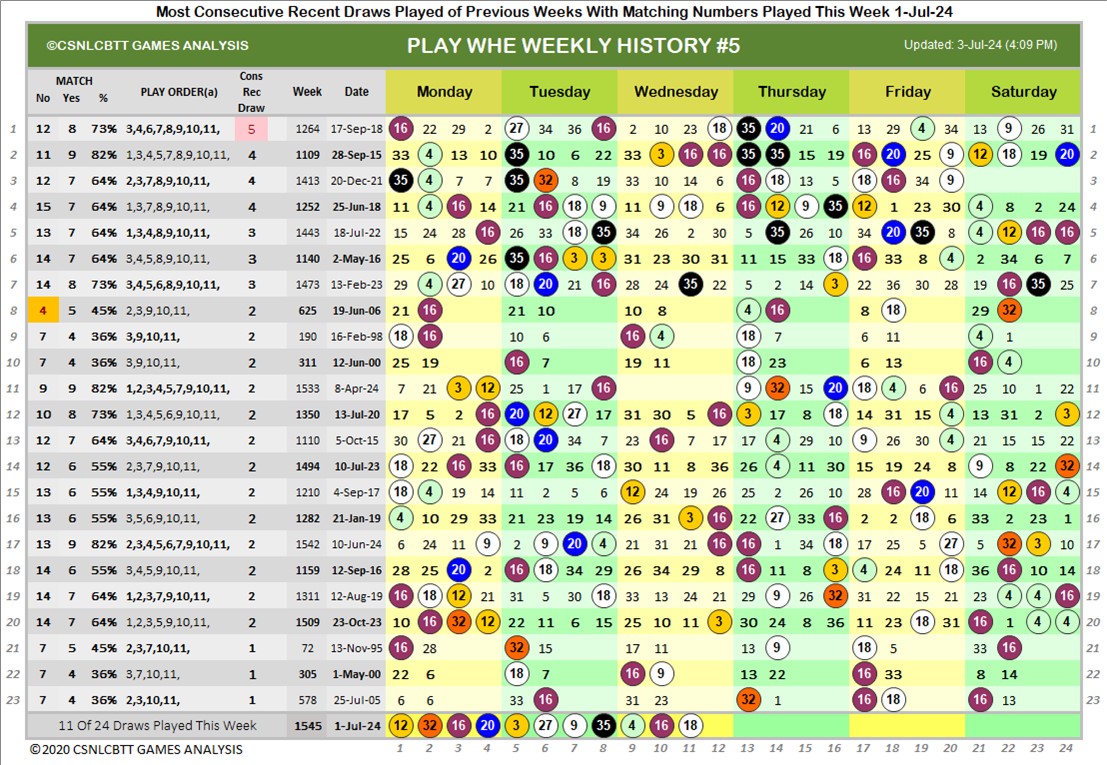 Most Consecutive Recent Draws Played of Previous Weeks With Matching Numbers Played This Week 1-Jul-24
©CSNLCBTT GAMES ANALYSIS PLAY WHE WEEKLY HISTORY #5 Updated: 3-Jul-24 (4:09 PM)
No MATCH Yes % PLAY ORDER(a) Cons Rec Draw Week Date Monday Tuesday Wednesday Thursday Friday Saturday
1 12 8 73% 3,4,6,7,8,9,10,11, 5 1264 17-Sep-18 16 22 29 2 27 34 36 16 2 10 23 18 35 20 21 6 13 29 4 34 13 9 26 31 1
2 11 9 82% 1,3,4,5,7,8,9,10,11, 4 1109 28-Sep-15 33 4 13 10 35 10 6 22 33 3 16 16 35 35 15 19 16 20 25 9 12 18 19 20 2
3 12 7 64% 2,3,7,8,9,10,11, 4 1413 20-Dec-21 35 4 7 7 35 32 8 19 33 10 14 6 16 18 13 5 18 16 34 9 3
4 15 7 64% 1,3,7,8,9,10,11, 4 1252 25-Jun-18 11 4 16 14 21 16 18 9 11 9 18 6 16 12 9 35 12 1 23 30 4 8 2 24 4
5 13 7 64% 1,3,4,8,9,10,11, 3 1443 18-Jul-22 15 24 28 16 26 33 18 35 34 26 2 30 5 35 26 10 34 20 35 8 4 12 16 16 5
6 14 7 64% 3,4,5,8,9,10,11, 3 1140 2-May-16 25 6 20 26 35 16 3 3 31 23 30 31 11 15 33 18 16 33 8 4 2 34 6 7 6
7 14 8 73% 3,4,5,6,8,9,10,11, 3 1473 13-Feb-23 29 4 27 10 18 20 21 16 28 24 35 22 5 2 14 3 22 36 30 28 19 16 35 25 7
8 4 5 45% 2,3,9,10,11, 2 625 19-Jun-06 21 16 21 10 10 8 4 16 8 18 29 32 8
9 7 4 36% 3,9,10,11, 2 190 16-Feb-98 18 16 10 6 16 4 18 7 6 11 4 1 9
10 7 4 36% 3,9,10,11, 2 311 12-Jun-00 25 19 16 7 19 11 18 23 6 13 16 4 10
11 9 9 82% 1,2,3,4,5,7,9,10,11, 2 1533 8-Apr-24 7 21 3 12 25 1 17 16 9 32 15 20 18 4 6 16 25 10 1 22 11
12 10 8 73% 1,3,4,5,6,9,10,11, 2 1350 13-Jul-20 17 5 2 16 20 12 27 17 31 30 5 16 3 17 8 18 14 31 15 4 13 31 2 3 12
13 12 7 64% 3,4,6,7,9,10,11, 2 1110 5-Oct-15 30 27 21 16 18 20 34 7 23 16 7 17 17 4 29 10 9 26 30 4 21 15 15 22 13
14 12 6 55% 2,3,7,9,10,11, 2 1494 10-Jul-23 18 22 16 33 16 17 36 18 30 11 8 36 26 4 11 30 15 19 24 8 9 8 22 32 14
15 13 6 55% 1,3,4,9,10,11, 2 1210 4-Sep-17 18 4 19 14 11 2 5 6 12 24 19 26 25 2 26 10 28 16 20 11 14 12 16 4 15
16 13 6 55% 3,5,6,9,10,11, 2 1282 21-Jan-19 4 10 29 33 21 23 19 14 26 31 3 16 22 27 33 16 2 2 18 6 33 2 23 1 16
17 13 9 82% 2,3,4,5,6,7,9,10,11, 2 1542 10-Jun-24 6 24 11 9 2 9 20 4 21 31 31 16 16 1 34 18 17 25 5 27 5 32 3 10 17
18 14 6 55% 3,4,5,9,10,11, 2 1159 12-Sep-16 28 25 20 2 16 18 34 29 26 34 29 8 16 11 8 3 4 24 11 18 36 16 10 14 18
19 14 7 64% 1,2,3,7,9,10,11, 2 1311 12-Aug-19 16 18 12 21 31 5 30 18 33 13 24 21 29 9 26 32 31 22 15 21 22 4 4 16 19
20 14 7 64% 1,2,3,5,9,10,11, 2 1509 23-Oct-23 10 16 32 12 22 11 6 15 25 10 11 3 30 24 8 36 11 23 18 31 16 1 4 4 20
21 7 5 45% 2,3,7,10,11, 1 72 13-Nov-95 16 28 32 15 17 11 13 9 18 5 33 16 21
22 7 4 36% 3,7,10,11, 1 305 1-May-00 22 6 18 7 16 9 13 22 16 33 8 14 22
23 7 4 36% 2,3,10,11, 1 578 25-Jul-05 6 6 33 16 31 23 32 1 16 18 16 13 23
11 Of 24 Draws Played This Week 1545 1-Jul-24 12 32 16 20 3 27 9 35 4 16 18
©2020 CSNLCBTT GAMES ANALYSIS 1 2 3 4 5 6 7 8 9 10 11 12 13 14 15 16 17 18 19 20 21 22 23 24